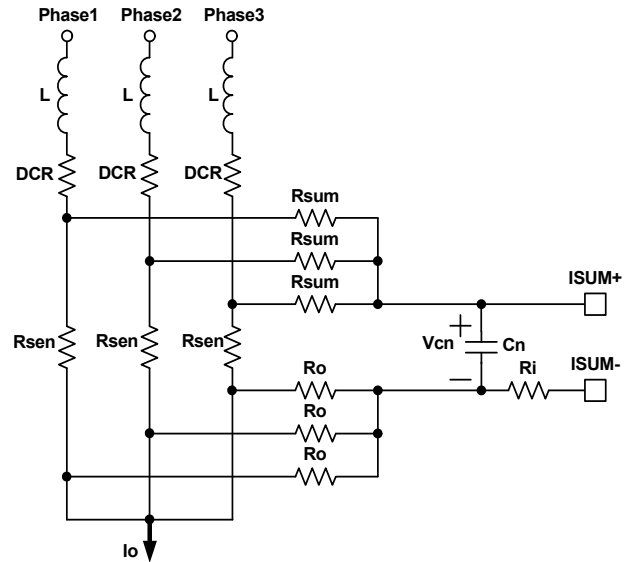 Phase1 Phase2 Phase3
L L L
DCR DCR DCR
Rsum
Rsum
Rsum
ISUM+
Rsen Rsen Rsen
Vcn Cn
Ro
Ri
ISUM-
Ro
Ro
Io